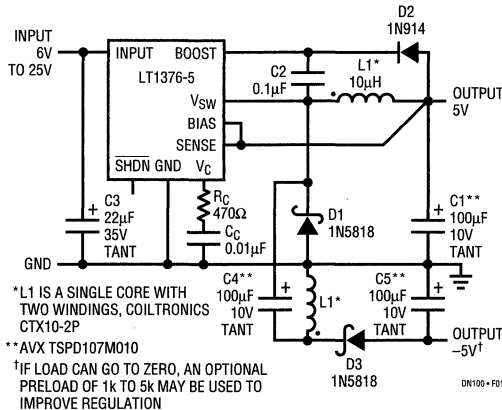 INPUT
6V
TO 25V
INPUT
BOOST
LT1376-5
VSW
BIAS
SENSE
SHDN
GND
VC
D2
1N914
C2
0.1µF
L1*
10µH
OUTPUT
5V
C3
22µF
35V
TANT
RC
470Ω
CC
0.01µF
D1
1N5818
C1**
100µF
10V
TANT
GND
C4**
100µF
10V
TANT
L1*
C5**
100µF
10V
TANT
D3
1N5818
OUTPUT
–5V†
*L1 IS A SINGLE CORE WITH
TWO WINDINGS, COILTRONICS
CTX10-2P
**AVX TSPD107M010
†IF LOAD CAN GO TO ZERO, AN OPTIONAL
PRELOAD OF 1k TO 5k MAY BE USED TO
IMPROVE REGULATION
DN100 • F01